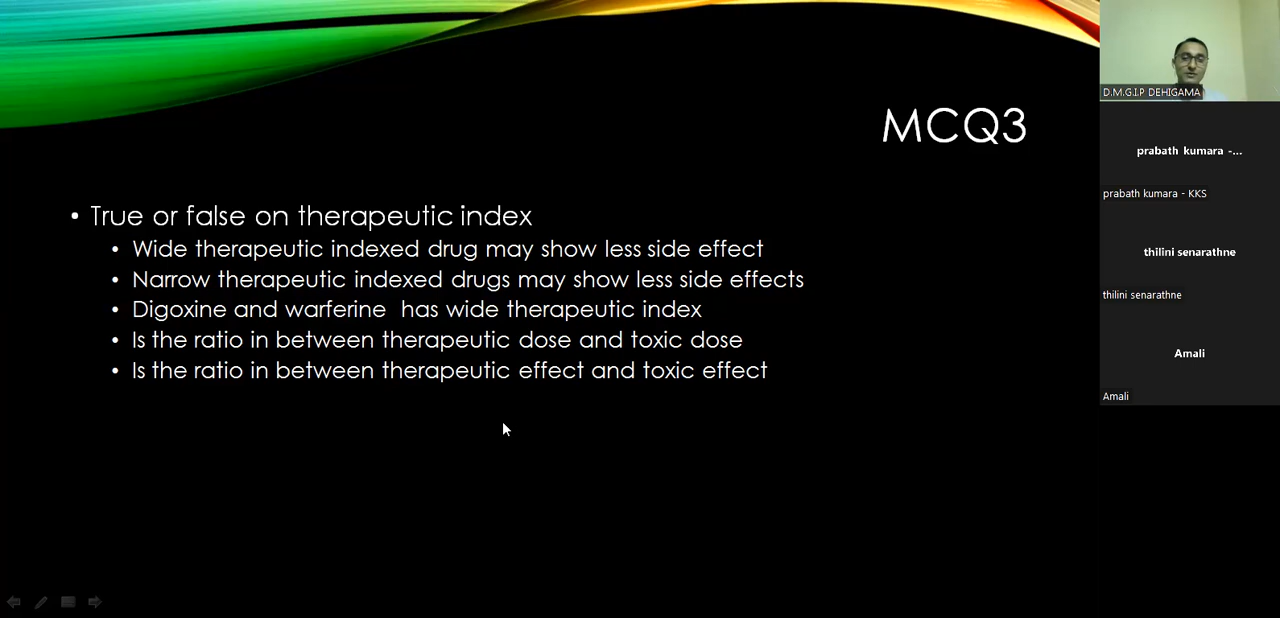 MCQ3
• True or false on therapeutic index
• Wide therapeutic indexed drug may show less side effect
• Narrow therapeutic indexed drugs may show less side effects
• Digoxine and warferine has wide therapeutic index
• Is the ratio in between therapeutic dose and toxic dose
• Is the ratio in between therapeutic effect and toxic effect
D.M.G.I.P DEHIGAMA
prabath kumara -...
prabath kumara - KKS
thilini senarathne
thilini senarathne
Amali
Amali